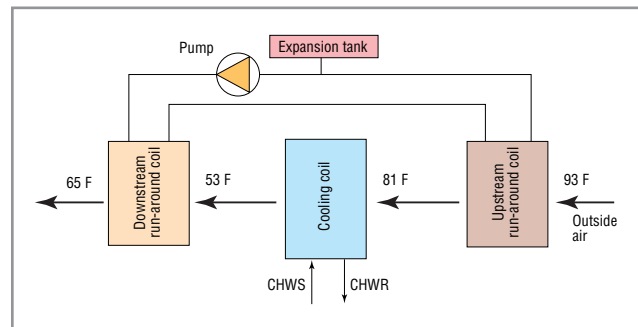 Pump
Expansion tank
65 F
Downstream
run-around coil
53 F
Cooling coil
81 F
Upstream
run-around coil
93 F
Outside
air
CHWS
CHWR